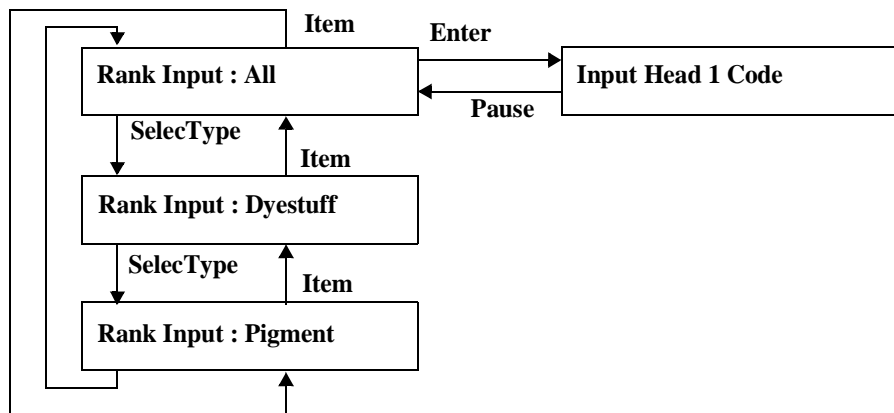 Item
Enter
Rank Input : All
Input Head 1 Code
Pause
SelecType
Item
Rank Input : Dyestuff
SelecType
Item
Rank Input : Pigment